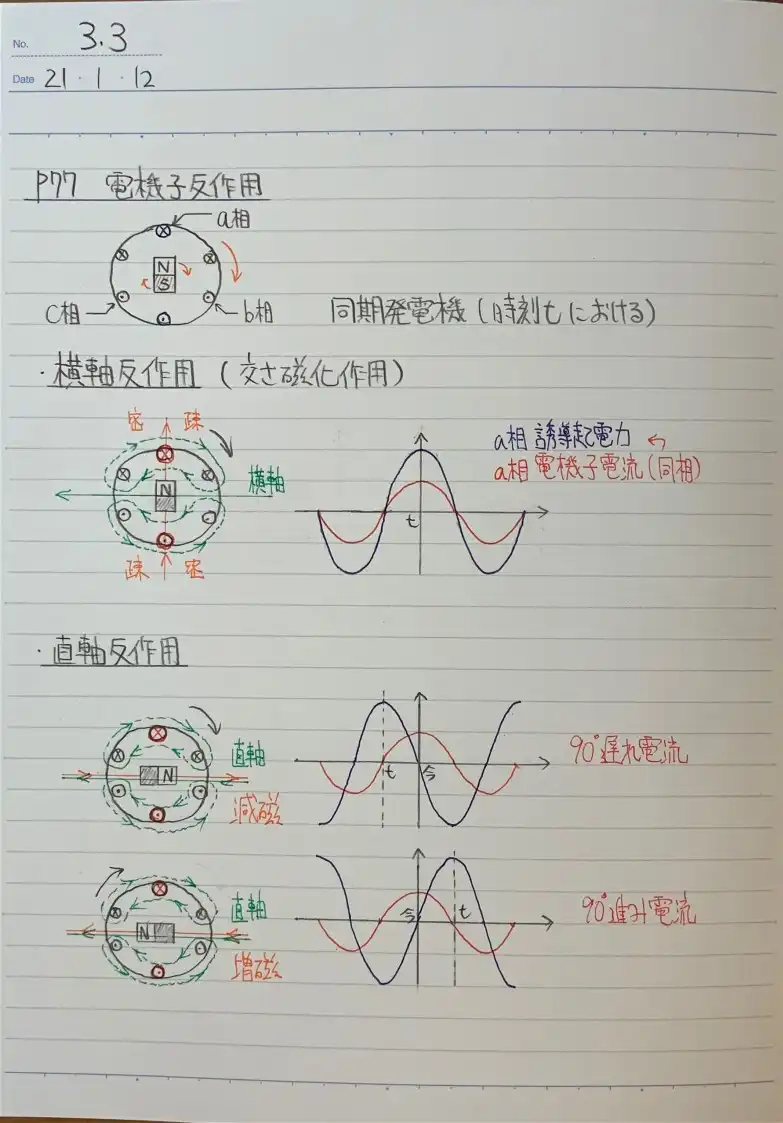 No. 3.3
Date 21・1・12
P77 電機子反作用
a相
N
S
c相
b相
同期発電機(時刻tにおける)
・横軸反作用 (交さ磁化作用)
密 疎
N
横軸
疎 密
a相 誘導起電力
a相 電機子電流(同相)
t
・直軸反作用
N
直軸
減磁
t
今
90°遅れ電流
N
直軸
増磁
今
t
90°進み電流